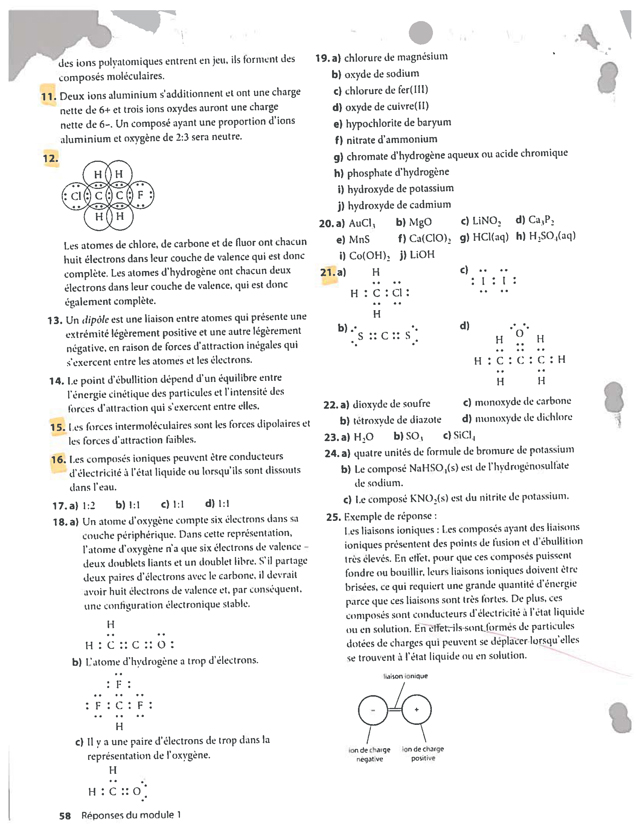 des ions polyatomiques entrent en jeu, ils forment des
composés moléculaires.
11. Deux ions aluminium s'additionnent et ont une charge
nette de 6+ et trois ions oxydes auront une charge
nette de 6–. Un composé ayant une proportion d'ions
aluminium et oxygène de 2:3 sera neutre.
12.
H H
Cl C C F
H H
Les atomes de chlore, de carbone et de fluor ont chacun
huit électrons dans leur couche de valence qui est donc
complète. Les atomes d'hydrogène ont chacun deux
électrons dans leur couche de valence, qui est donc
également complète.
13. Un dipôle est une liaison entre atomes qui présente une
extrémité légèrement positive et une autre légèrement
négative, en raison de forces d'attraction inégales qui
s'exercent entre les atomes et les électrons.
14. Le point d'ébullition dépend d'un équilibre entre
l'énergie cinétique des particules et l'intensité des
forces d'attraction qui s'exercent entre elles.
15. Les forces intermoléculaires sont les forces dipolaires et
les forces d'attraction faibles.
16. Les composés ioniques peuvent être conducteurs
d'électricité à l'état liquide ou lorsqu'ils sont dissouts
dans l'eau.
17. a) 1:2 b) 1:1 c) 1:1 d) 1:1
18. a) Un atome d'oxygène compte six électrons dans sa
couche périphérique. Dans cette représentation,
l'atome d'oxygène n'a que six électrons de valence –
deux doublets liants et un doublet libre. S'il partage
deux paires d'électrons avec le carbone, il devrait
avoir huit électrons de valence et, par conséquent,
une configuration électronique stable.
H
H : C :: C :: O :
b) L'atome d'hydrogène a trop d'électrons.
: F :
: F : C : F :
H
c) Il y a une paire d'électrons de trop dans la
représentation de l'oxygène.
H
H : C :: O
58 Réponses du module 1
19. a) chlorure de magnésium
b) oxyde de sodium
c) chlorure de fer(III)
d) oxyde de cuivre(II)
e) hypochlorite de baryum
f) nitrate d'ammonium
g) chromate d'hydrogène aqueux ou acide chromique
h) phosphate d'hydrogène
i) hydroxyde de potassium
j) hydroxyde de cadmium
20. a) AuCl₃ b) MgO c) LiNO₂ d) Ca₃P₂
e) MnS f) Ca(ClO)₂ g) HCl(aq) h) H₂SO₃(aq)
i) Co(OH)₂ j) LiOH
21. a) H
H : C : Cl :
H
b) S :: C :: S
c) : I : I :
d) H O H
H : C : C : C : H
H H
22. a) dioxyde de soufre c) monoxyde de carbone
b) tétroxyde de diazote d) monoxyde de dichlore
23. a) H₂O b) SO₃ c) SiCl₄
24. a) quatre unités de formule de bromure de potassium
b) Le composé NaHSO₄(s) est de l'hydrogénosulfate
de sodium.
c) Le composé KNO₂(s) est du nitrite de potassium.
25. Exemple de réponse :
Les liaisons ioniques : Les composés ayant des liaisons
ioniques présentent des points de fusion et d'ébullition
très élevés. En effet, pour que ces composés puissent
fondre ou bouillir, leurs liaisons ioniques doivent être
brisées, ce qui requiert une grande quantité d'énergie
parce que ces liaisons sont très fortes. De plus, ces
composés sont conducteurs d'électricité à l'état liquide
ou en solution. En effet, ils sont formés de particules
dotées de charges qui peuvent se déplacer lorsqu'elles
se trouvent à l'état liquide ou en solution.
liaison ionique
– +
ion de charge négative
ion de charge positive